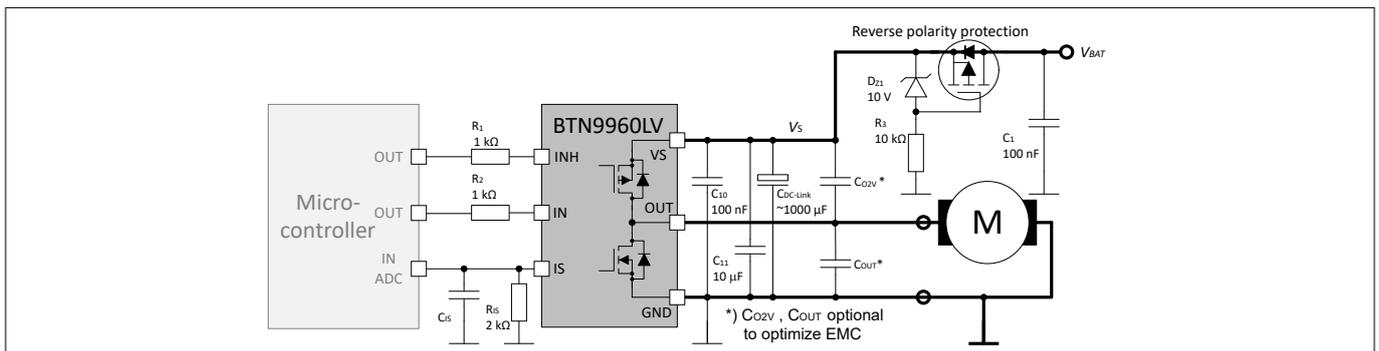 Reverse polarity protection
VBAT
DZ1
10 V
R3
10 kΩ
C1
100 nF
BTN9960LV
VS
R1
1 kΩ
OUT
INH
VS
R2
1 kΩ
Micro-
controller
OUT
IN
OUT
C10
100 nF
CDC-Link
~1000 µF
CO2V *
M
IN
ADC
IS
C11
10 µF
COUT*
CIS
RIS
2 kΩ
GND
*) CO2V , COUT optional
to optimize EMC